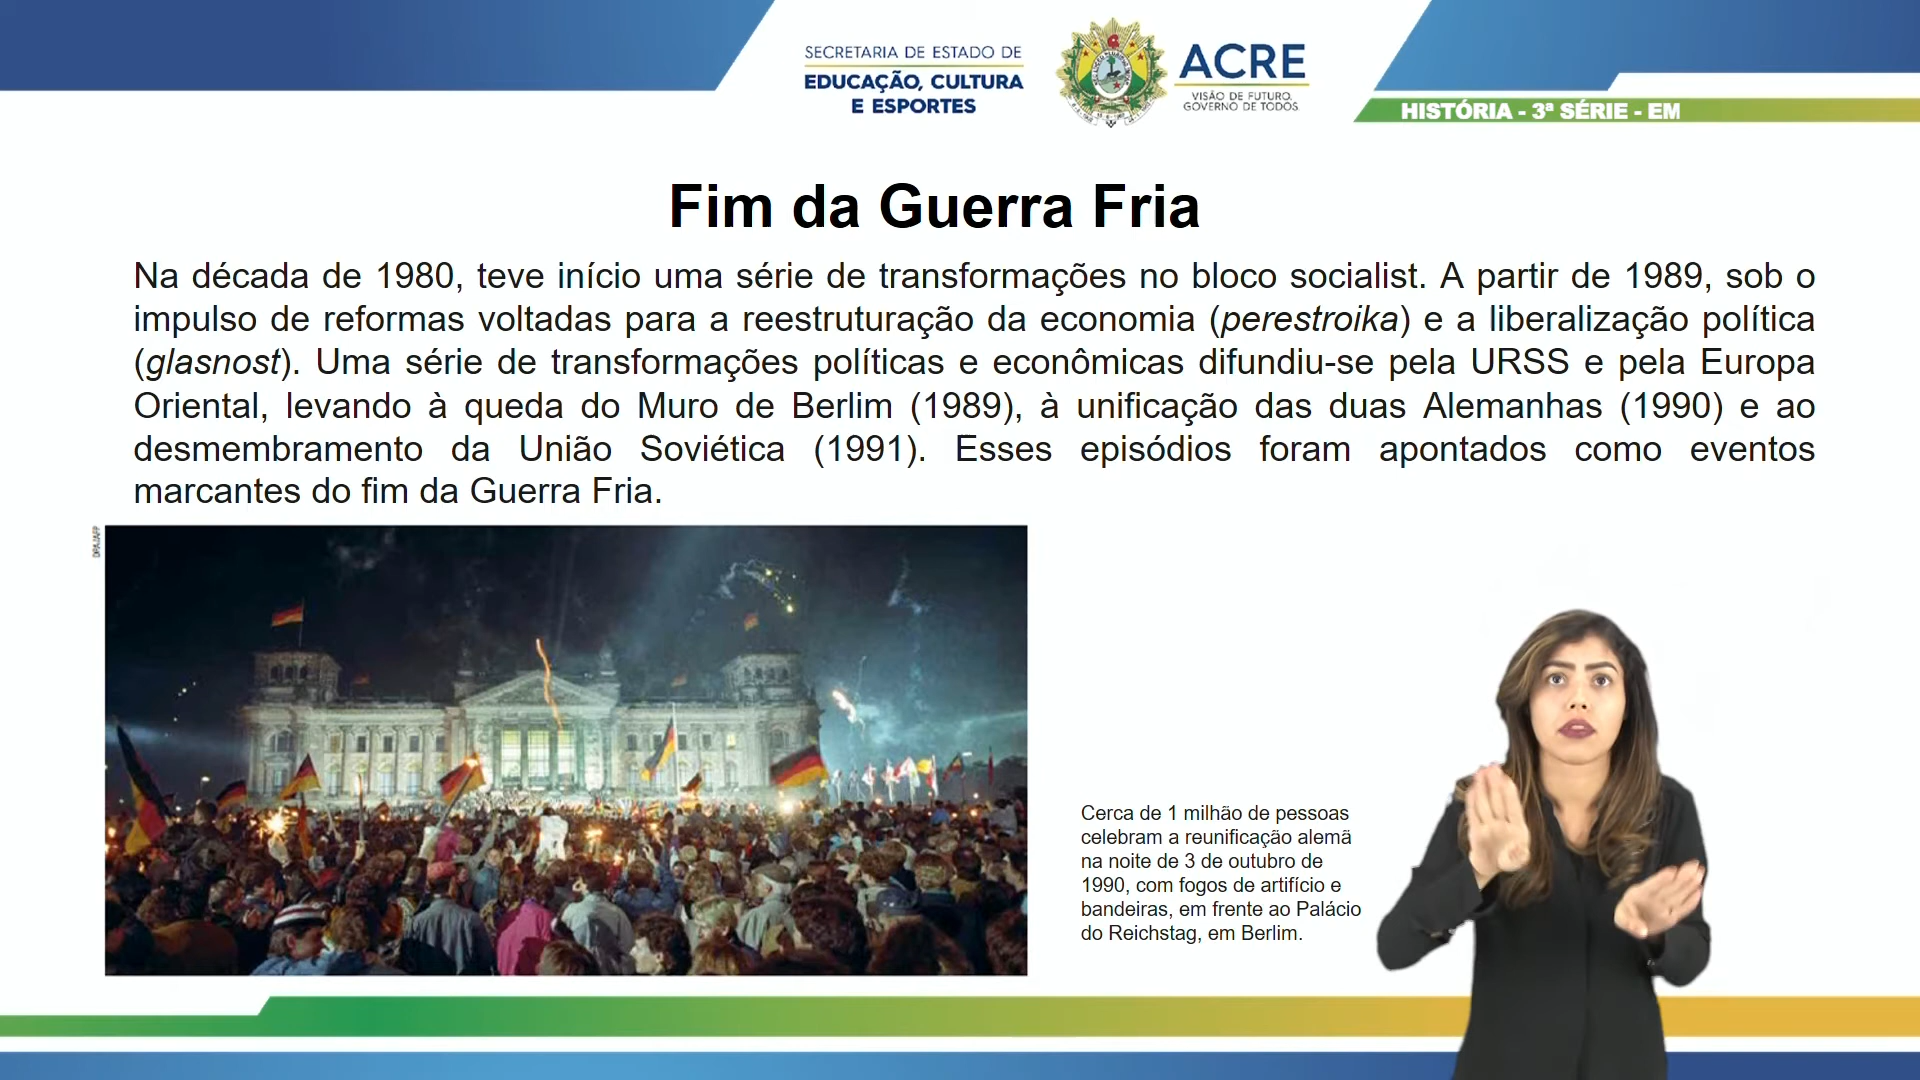 SECRETARIA DE ESTADO DE
EDUCAÇÃO, CULTURA
E ESPORTES
ACRE
VISÃO DE FUTURO.
GOVERNO DE TODOS.
HISTÓRIA - 3ª SÉRIE - EM
Fim da Guerra Fria
Na década de 1980, teve início uma série de transformações no bloco socialist. A partir de 1989, sob o
impulso de reformas voltadas para a reestruturação da economia (perestroika) e a liberalização política
(glasnost). Uma série de transformações políticas e econômicas difundiu-se pela URSS e pela Europa
Oriental, levando à queda do Muro de Berlim (1989), à unificação das duas Alemanhas (1990) e ao
desmembramento da União Soviética (1991). Esses episódios foram apontados como eventos
marcantes do fim da Guerra Fria.
DPA/AFP
Cerca de 1 milhão de pessoas
celebram a reunificação alemã
na noite de 3 de outubro de
1990, com fogos de artifício e
bandeiras, em frente ao Palácio
do Reichstag, em Berlim.